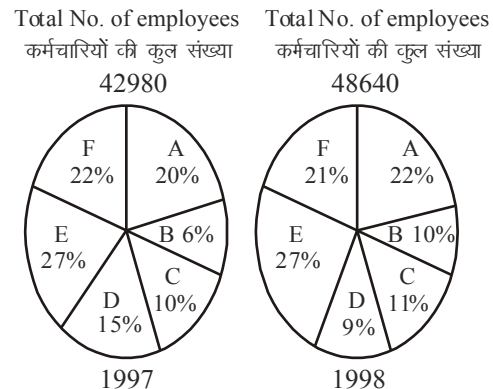 Total No. of employees
कर्मचारियों की कुल संख्या
42980
F
22%
A
20%
E
27%
B 6%
D
15%
C
10%
1997
Total No. of employees
कर्मचारियों की कुल संख्या
48640
F
21%
A
22%
E
27%
B 10%
D
9%
C
11%
1998